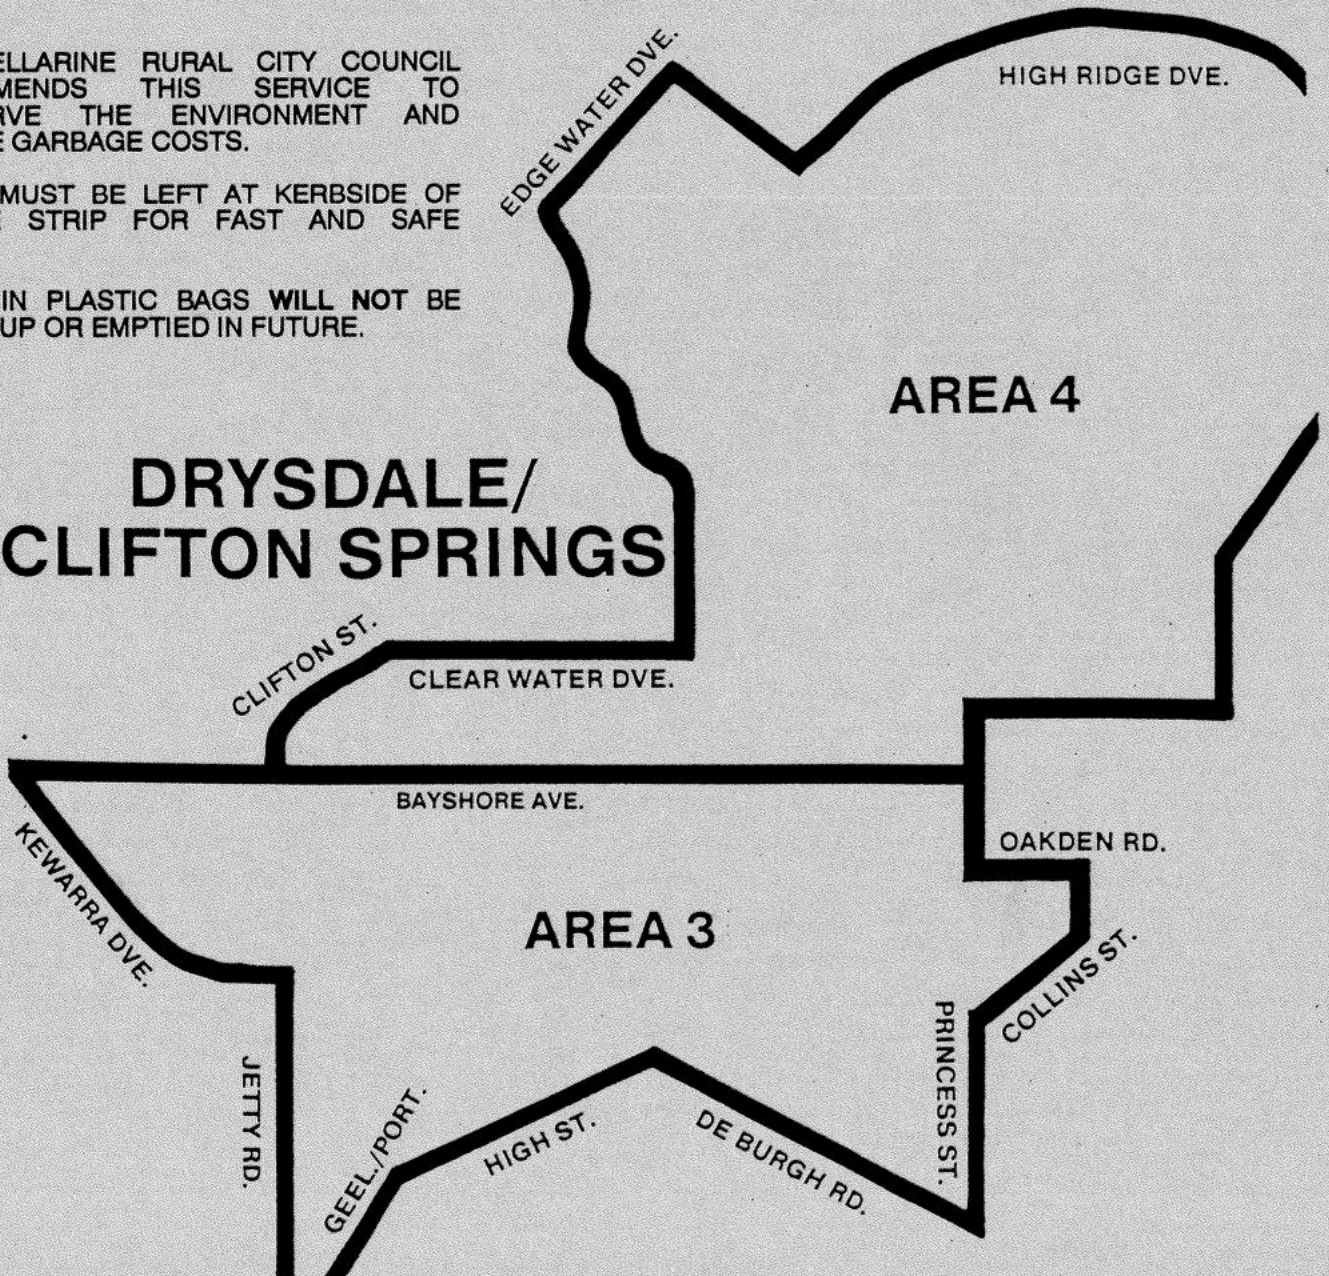 ELLARINE RURAL CITY COUNCIL
MENDS THIS SERVICE TO
RVE THE ENVIRONMENT AND
E GARBAGE COSTS.
MUST BE LEFT AT KERBSIDE OF
E STRIP FOR FAST AND SAFE
IN PLASTIC BAGS WILL NOT BE
UP OR EMPTIED IN FUTURE.
EDGE WATER DVE.
HIGH RIDGE DVE.
AREA 4
DRYSDALE/
CLIFTON SPRINGS
CLIFTON ST.
CLEAR WATER DVE.
BAYSHORE AVE.
OAKDEN RD.
KEWARRA DVE.
AREA 3
COLLINS ST.
PRINCESS ST.
JETTY RD.
GEEL./PORT.
HIGH ST.
DE BURGH RD.